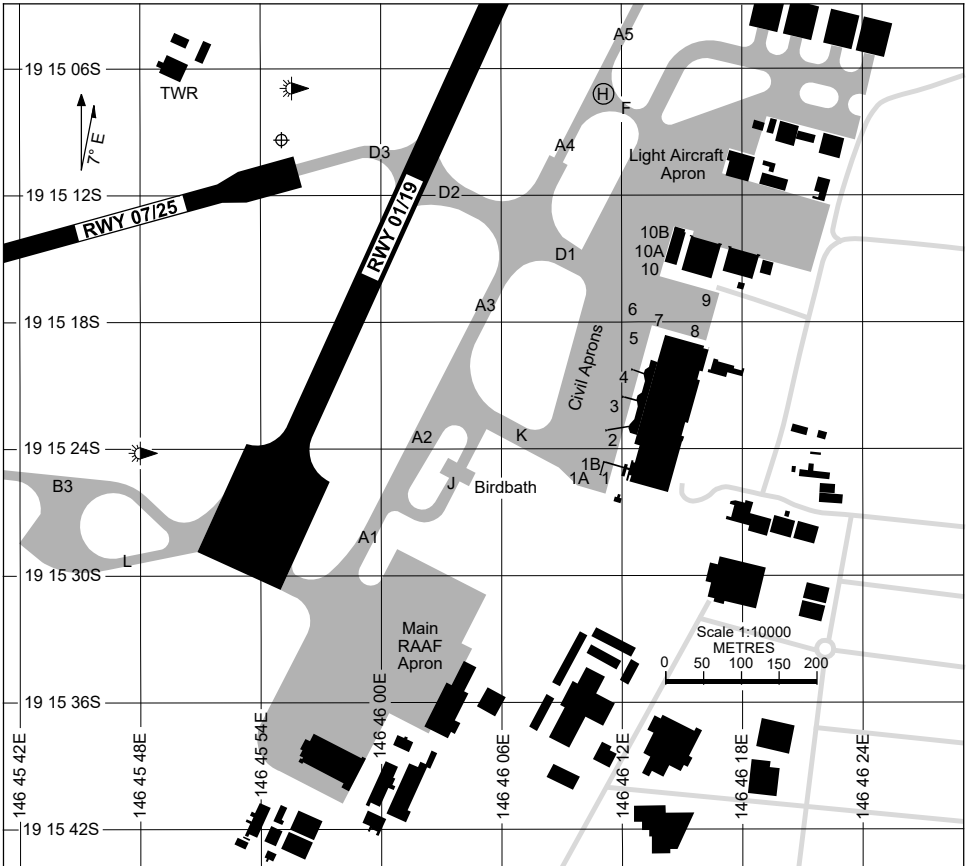 A5
19 15 06S
TWR
H
F
7° E
D3
A4
Light Aircraft
Apron
19 15 12S
D2
RWY 07/25
RWY 01/19
10B
10A
10
D1
A3
9
6
7
19 15 18S
8
5
Civil Aprons
4
3
A2
K
2
19 15 24S
1B
1A
1
B3
J
Birdbath
A1
L
19 15 30S
Main
RAAF
Apron
Scale 1:10000
METRES
0 50 100 150 200
19 15 36S
146 45 42E
146 45 48E
146 45 54E
146 46 00E
146 46 06E
146 46 12E
146 46 18E
146 46 24E
19 15 42S